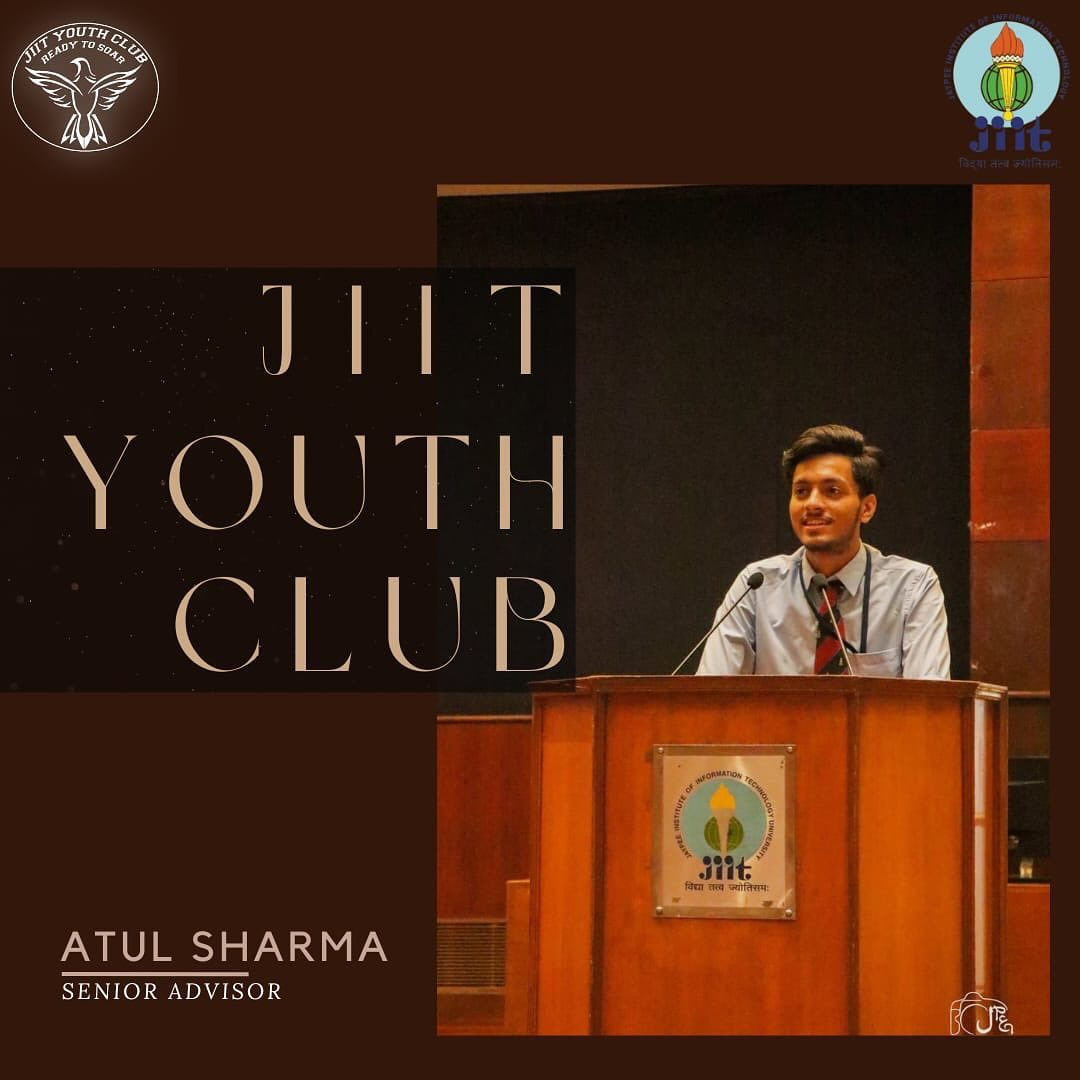 JIIT YOUTH CLUB
READY TO SOAR
JAYPEE INSTITUTE OF INFORMATION TECHNOLOGY
jiit
विद्या तत्व ज्योतिसमः
JIIT
YOUTH
CLUB
JAYPEE INSTITUTE OF INFORMATION TECHNOLOGY UNIVERSITY
jiit
विद्या तत्व ज्योतिसमः
ATUL SHARMA
SENIOR ADVISOR